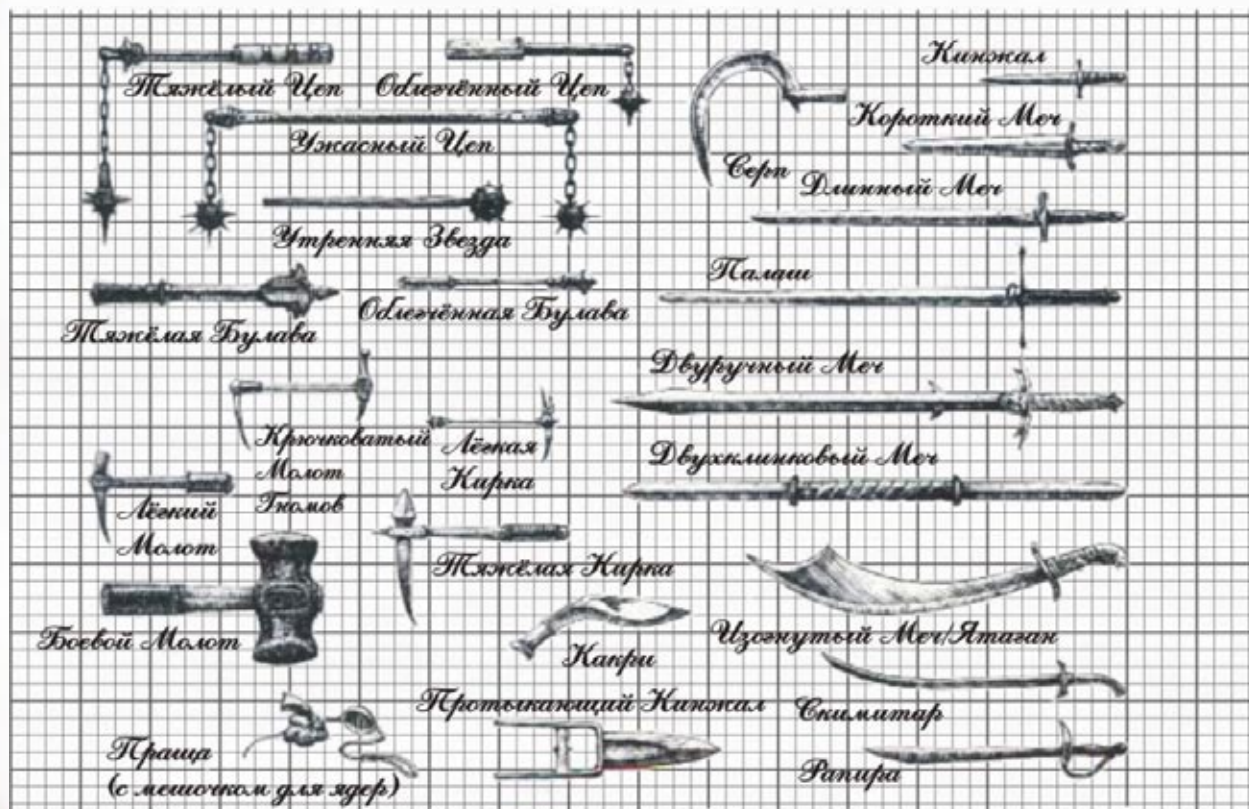 Тяжёлый Цеп
Облегчённый Цеп
Ужасный Цеп
Утренняя Звезда
Тяжёлая Булава
Облегчённая Булава
Крючковатый
Молот
Гномов
Лёгкая
Кирка
Лёгкий
Молот
Тяжёлая Кирка
Боевой Молот
Какри
Протыкающий Кинжал
Праща
(с мешочком для ядер)
Серп
Кинжал
Короткий Меч
Длинный Меч
Палаш
Двуручный Меч
Двухклинковый Меч
Изогнутый Меч/Ятаган
Скимитар
Рапира